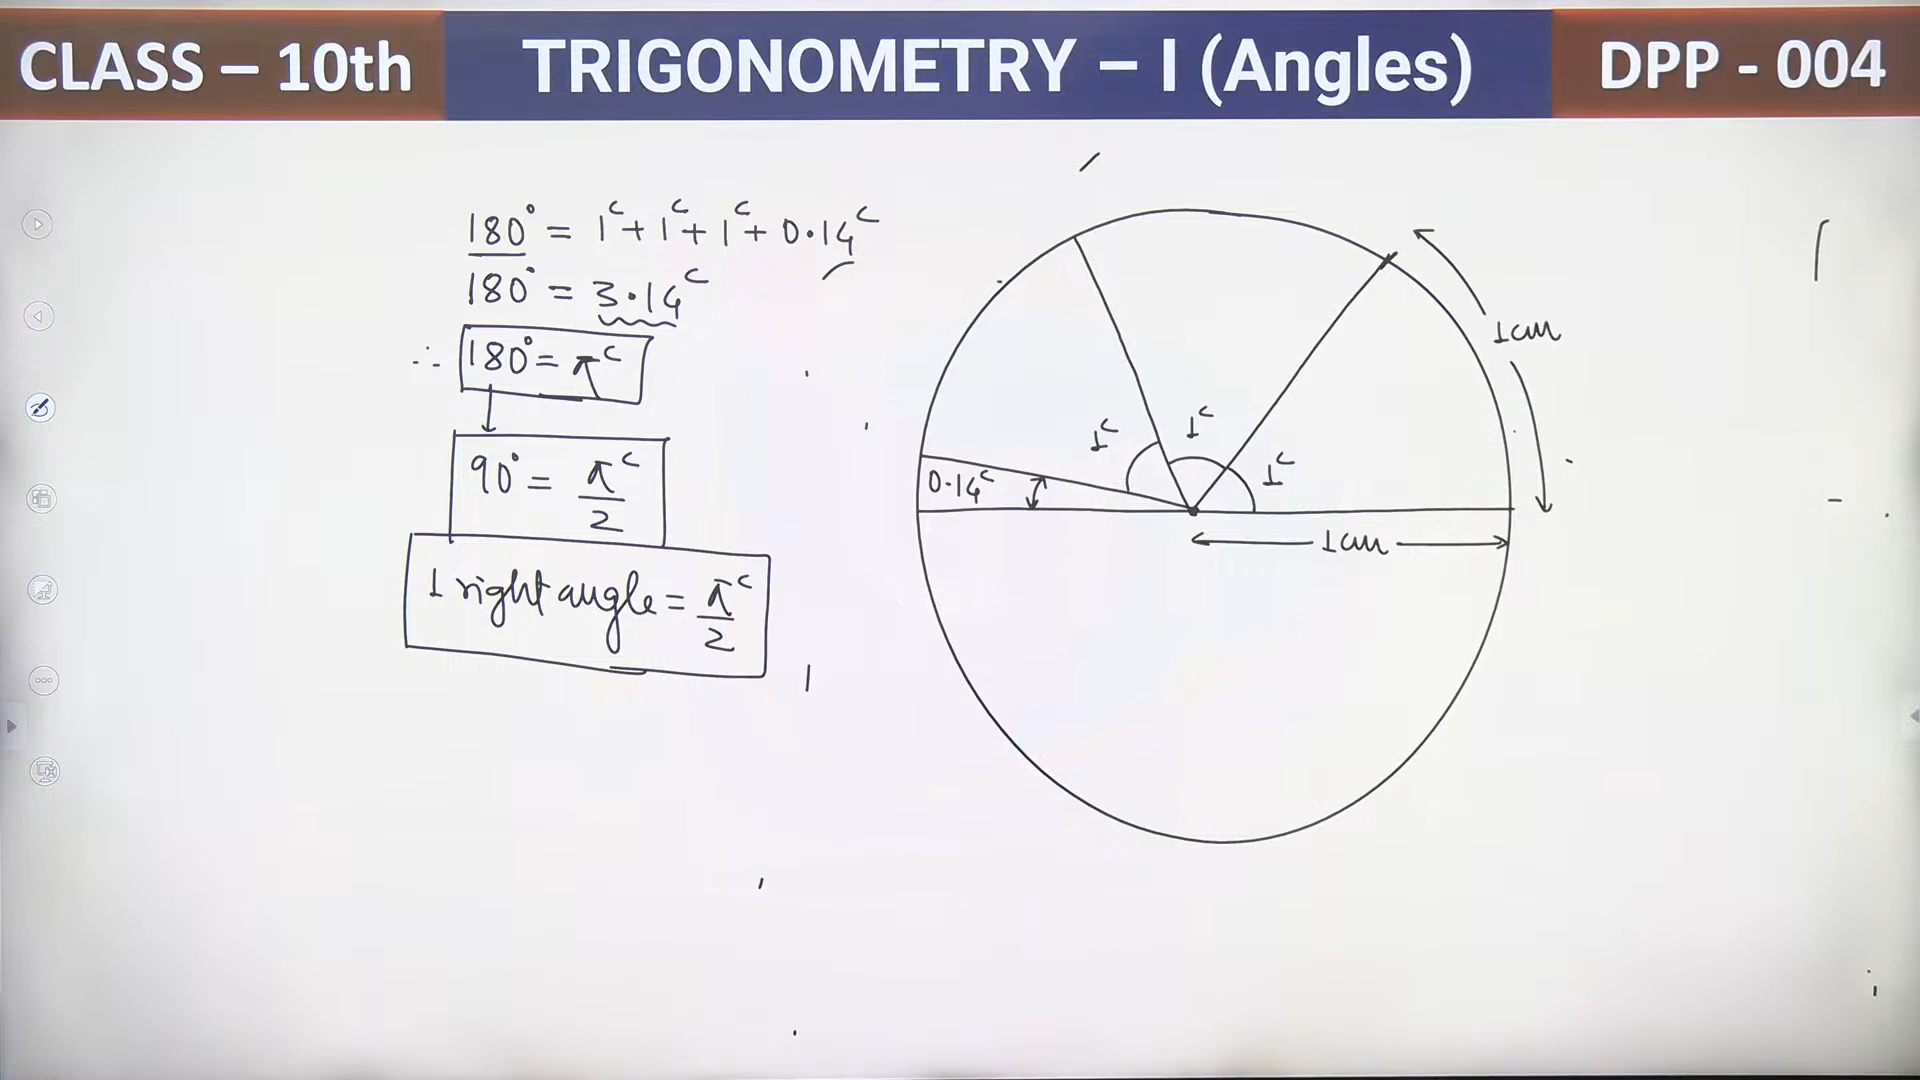 CLASS – 10th
TRIGONOMETRY – I (Angles)
DPP - 004
180° = 1ᶜ + 1ᶜ + 1ᶜ + 0.14ᶜ
180° = 3.14ᶜ
∴ 180° = πᶜ
90° = πᶜ/2
1 right angle = πᶜ/2
1cm
1ᶜ
1ᶜ
1ᶜ
0.14ᶜ
1cm